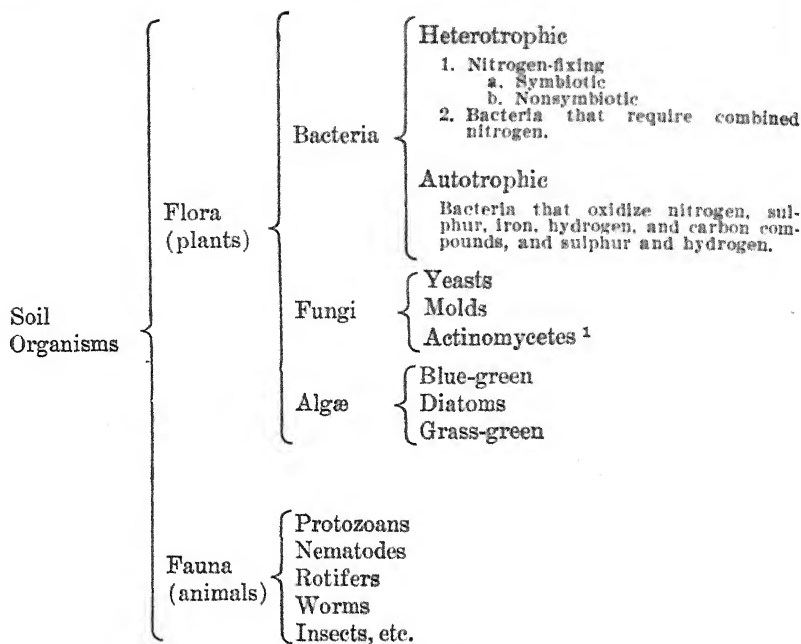 Soil
Organisms
Flora
(plants)
Bacteria
Heterotrophic
1. Nitrogen-fixing
a. Symbiotic
b. Nonsymbiotic
2. Bacteria that require combined
nitrogen.
Autotrophic
Bacteria that oxidize nitrogen, sul-
phur, iron, hydrogen, and carbon com-
pounds, and sulphur and hydrogen.
Fungi
Yeasts
Molds
Actinomycetes ¹
Algæ
Blue-green
Diatoms
Grass-green
Fauna
(animals)
Protozoans
Nematodes
Rotifers
Worms
Insects, etc.